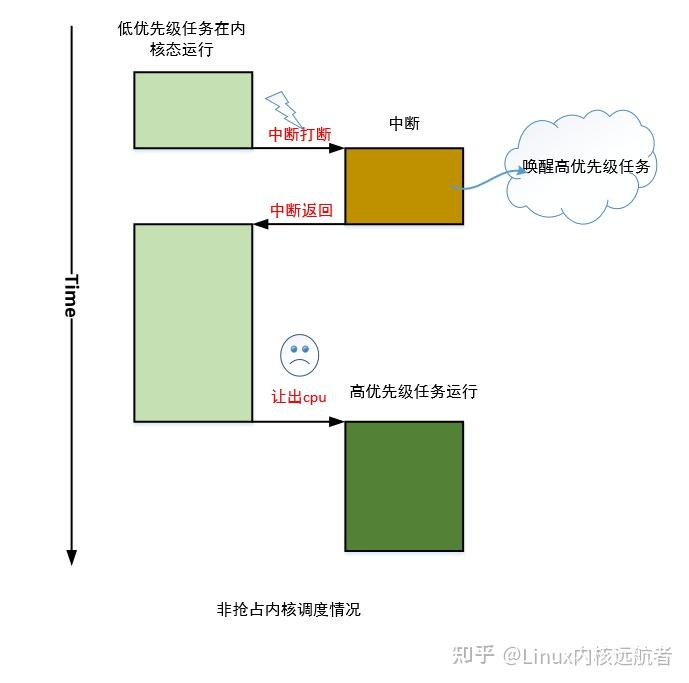 低优先级任务在内
核态运行
中断打断
中断
唤醒高优先级任务
中断返回
Time
让出cpu
高优先级任务运行
非抢占内核调度情况
知乎 @Linux内核远航者